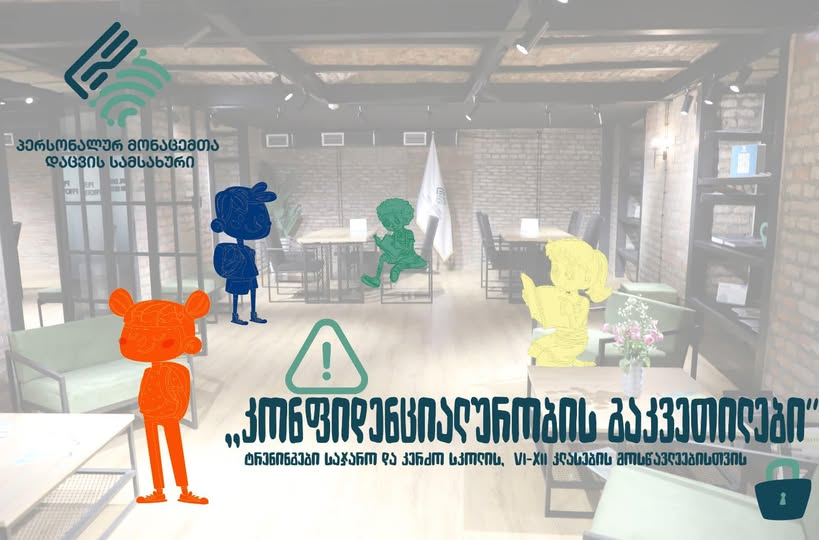 პერსონალურ მონაცემთა
დაცვის სამსახური
„კონფიდენციალურობის გაკვეთილები"
ტრენინგები საჯარო და კერძო სკოლის, VI-XII კლასების მოსწავლეებისთვის